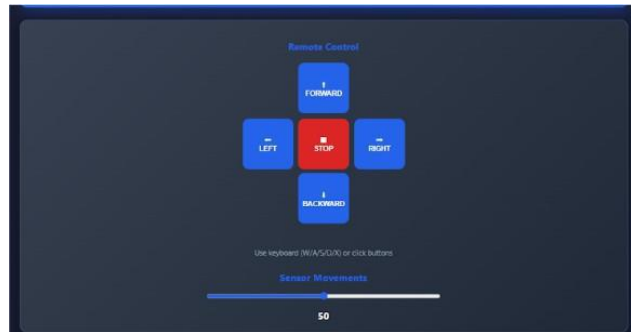 Remote Control
FORWARD
LEFT
STOP
RIGHT
BACKWARD
Use keyboard (W/A/S/D/X) or click buttons
Sensor Movements
50